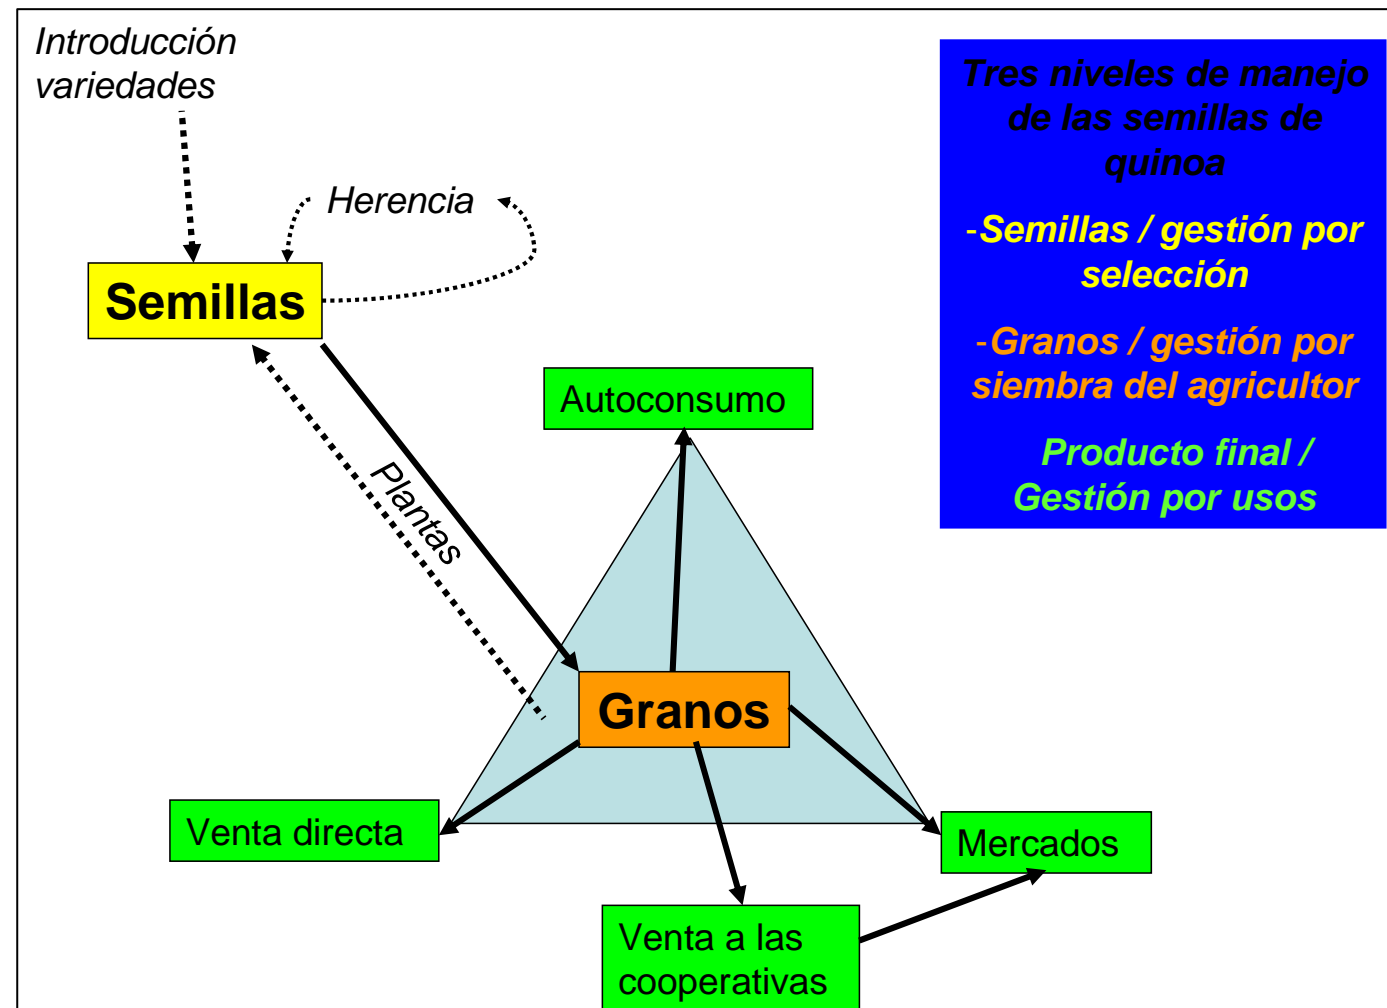 Introducción
variedades
Herencia
Semillas
Plantas
Autoconsumo
Granos
Venta directa
Mercados
Venta a las
cooperativas
Tres niveles de manejo
de las semillas de
quinoa
-Semillas / gestión por
selección
-Granos / gestión por
siembra del agricultor
Producto final /
Gestión por usos